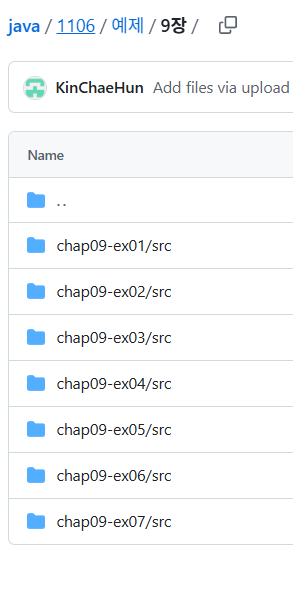 java / 1106 / 예제 / 9장 /
KinChaeHun Add files via upload
Name
..
chap09-ex01/src
chap09-ex02/src
chap09-ex03/src
chap09-ex04/src
chap09-ex05/src
chap09-ex06/src
chap09-ex07/src